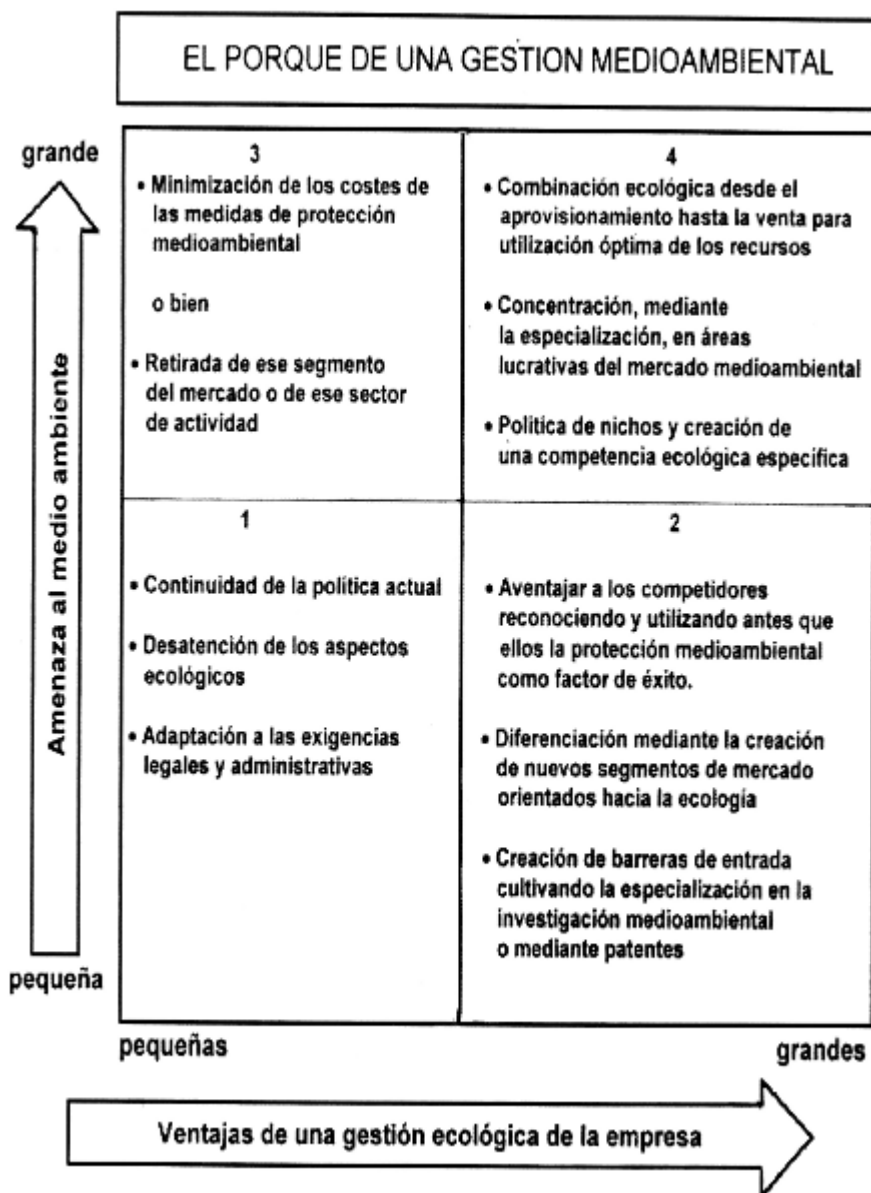 EL PORQUE DE UNA GESTION MEDIOAMBIENTAL
grande
3
• Minimización de los costes de
las medidas de protección
medioambiental
o bien
• Retirada de ese segmento
del mercado o de ese sector
de actividad
4
• Combinación ecológica desde el
aprovisionamiento hasta la venta para
utilización óptima de los recursos
• Concentración, mediante
la especialización, en áreas
lucrativas del mercado medioambiental
• Politica de nichos y creación de
una competencia ecológica especifica
Amenaza al medio ambiente
1
• Continuidad de la política actual
• Desatención de los aspectos
ecológicos
• Adaptación a las exigencias
legales y administrativas
2
• Aventajar a los competidores
reconociendo y utilizando antes que
ellos la protección medioambiental
como factor de éxito.
• Diferenciación mediante la creación
de nuevos segmentos de mercado
orientados hacia la ecología
• Creación de barreras de entrada
cultivando la especialización en la
investigación medioambiental
o mediante patentes
pequeña
pequeñas
grandes
Ventajas de una gestión ecológica de la empresa